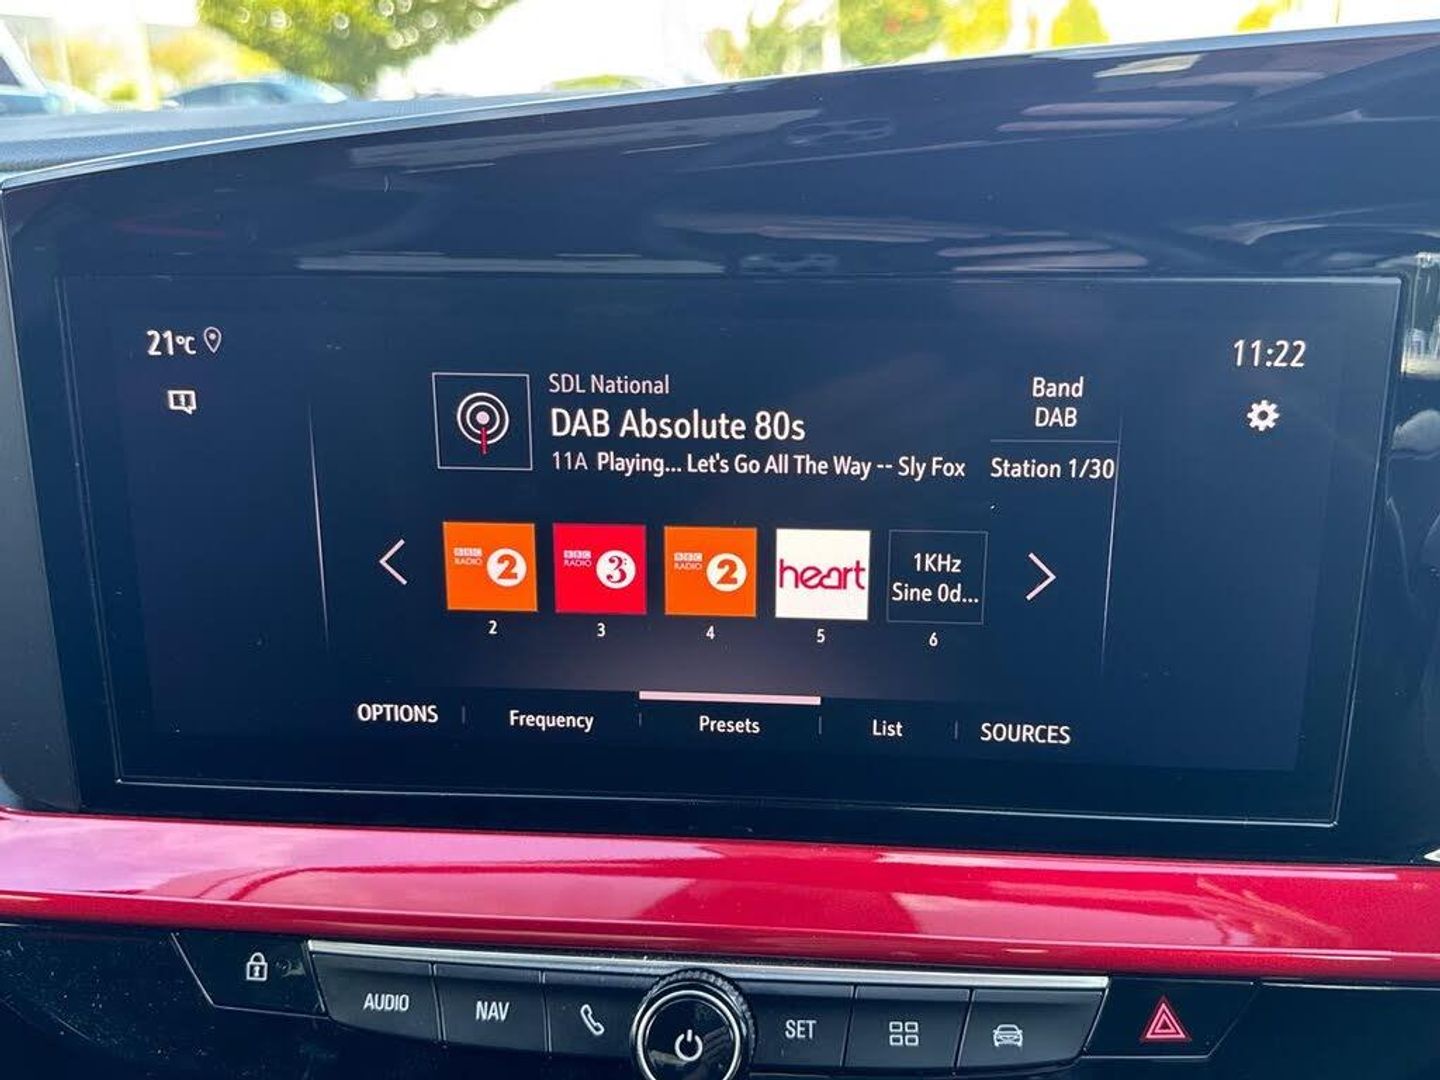 21°C
11:22
SDL National
DAB Absolute 80s
11A Playing... Let's Go All The Way -- Sly Fox
Band
DAB
Station 1/30
BBC
RADIO 2
BBC
RADIO 3
BBC
RADIO 2
heart
1KHz
Sine 0d...
2
3
4
5
6
OPTIONS
Frequency
Presets
List
SOURCES
AUDIO
NAV
SET